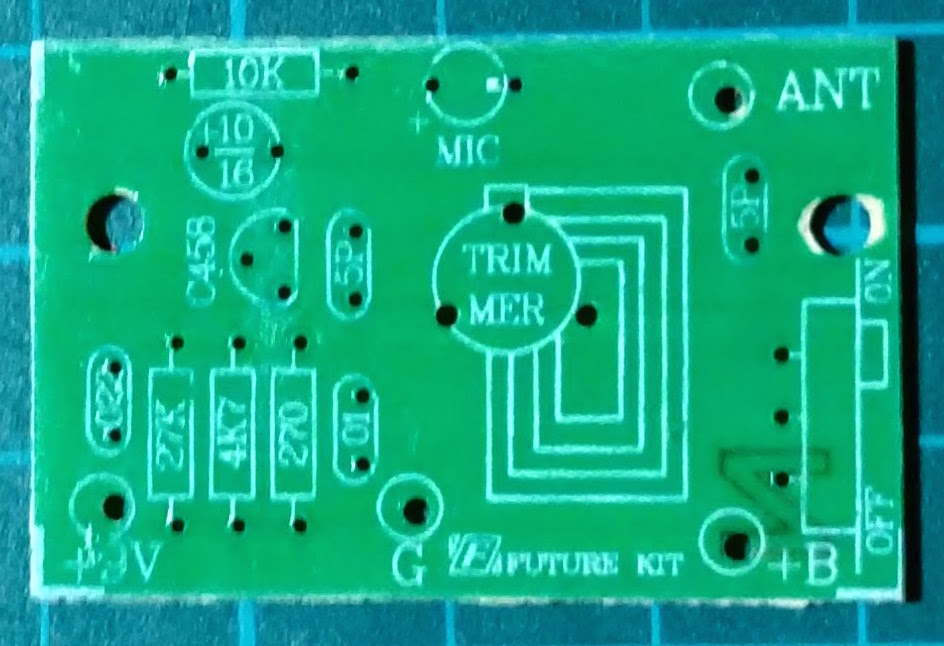 10K
MIC
ANT
+10
16
C458
5P
5P
TRIM
MER
ON
.022
27K
4K7
270
.01
OFF
+9V
G
FUTURE KIT
+B